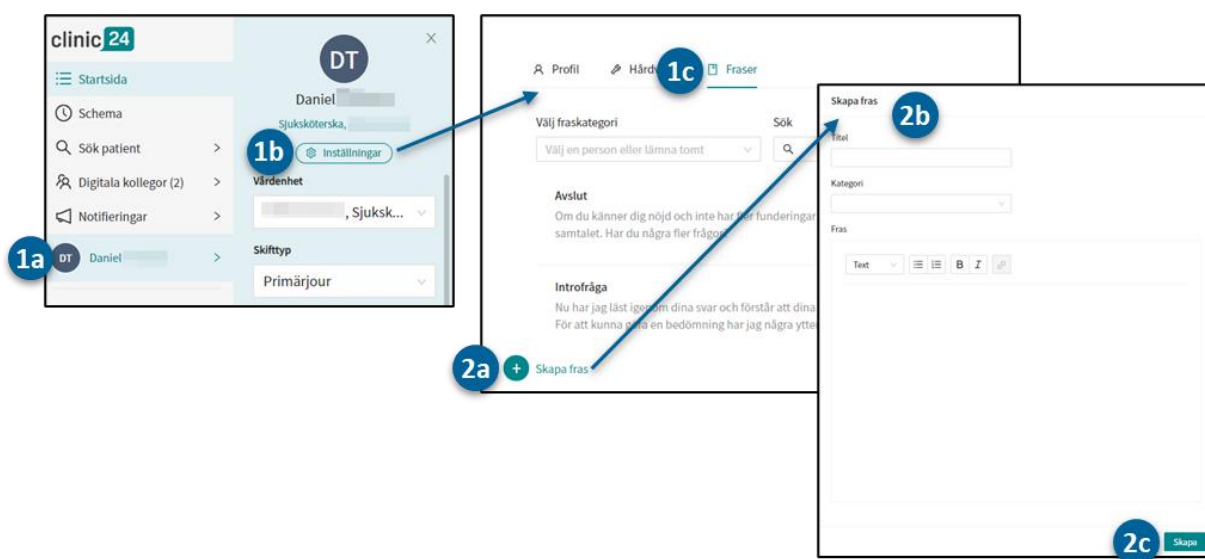 clinic 24
Startsida
Schema
Sök patient
Digitala kollegor (2)
Notifieringar
1a
DT
Daniel
DT
Daniel
Sjuksköterska,
1b
Inställningar
Vårdenhet
, Sjuksk...
Skifttyp
Primärjour
Profil
1c
Fraser
Välj fraskategori
Sök
Välj en person eller lämna tomt
Avslut
Om du känner dig nöjd och inte har fler funderingar
samtalet. Har du några fler
Introfråga
Nu har jag läst igenom dina svar och förstår att dina
För att kunna göra en bedömning har jag några
2a
Skapa fras
Skapa fras
2b
Titel
Kategori
Fras
Text
B I
2c
Skapa